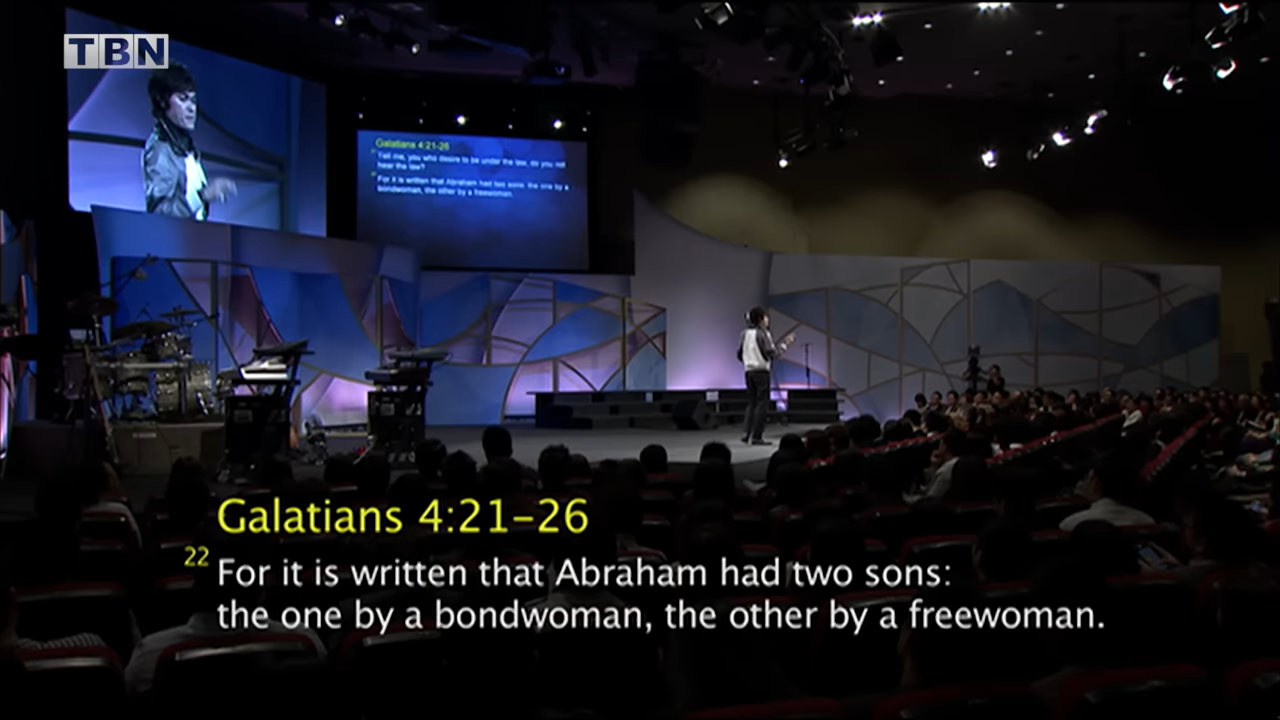 TBN
Galatians 4:21-26
Tell me, you who desire to be under the law, do you not
hear the law?
For it is written that Abraham had two sons: the one by a
bondwoman, the other by a freewoman.
Galatians 4:21–26
22 For it is written that Abraham had two sons:
the one by a bondwoman, the other by a freewoman.